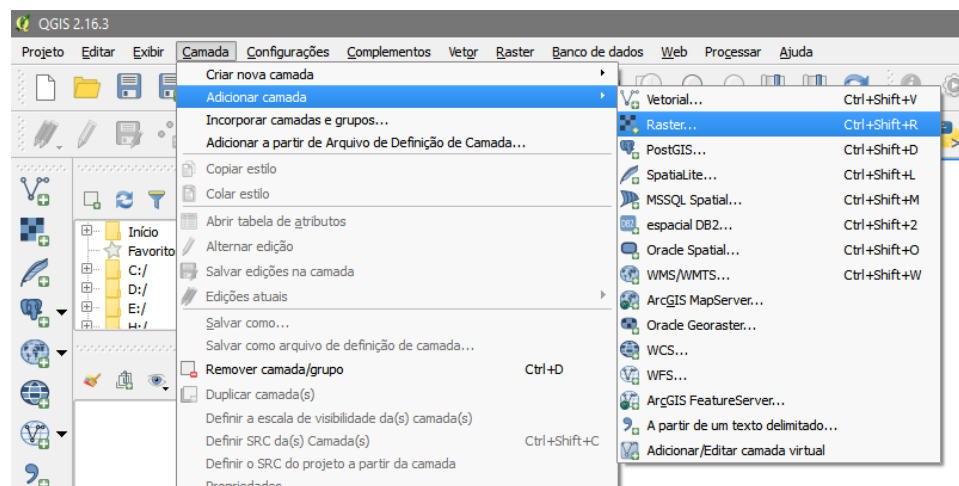 QGIS 2.16.3
Projeto Editar Exibir Camada Configurações Complementos Vetor Raster Banco de dados Web Processar Ajuda
Criar nova camada
Adicionar camada
Incorporar camadas e grupos...
Adicionar a partir de Arquivo de Definição de Camada...
Copiar estilo
Colar estilo
Abrir tabela de atributos
Alternar edição
Salvar edições na camada
Edições atuais
Salvar como...
Salvar como arquivo de definição de camada...
Remover camada/grupo Ctrl+D
Duplicar camada(s)
Definir a escala de visibilidade da(s) camada(s)
Definir SRC da(s) Camada(s) Ctrl+Shift+C
Definir o SRC do projeto a partir da camada
Propriedades
Vetorial... Ctrl+Shift+V
Raster... Ctrl+Shift+R
PostGIS... Ctrl+Shift+D
SpatiaLite... Ctrl+Shift+L
MSSQL Spatial... Ctrl+Shift+M
DB2 espacial DB2... Ctrl+Shift+2
Oracle Spatial... Ctrl+Shift+O
WMS/WMTS... Ctrl+Shift+W
ArcGIS MapServer...
Oracle Georaster...
WCS...
WFS...
ArcGIS FeatureServer...
A partir de um texto delimitado...
Adicionar/Editar camada virtual
Início
Favorito
C:/
D:/
E:/
H:/